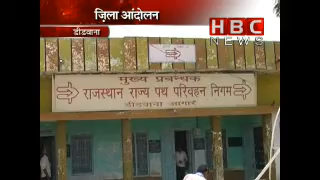 ज़िला आंदोलन
डीडवाना
HBC
NEWS
मुख्य प्रबन्धक
राजस्थान राज्य पथ परिवहन निगम
डीडवाना आगार